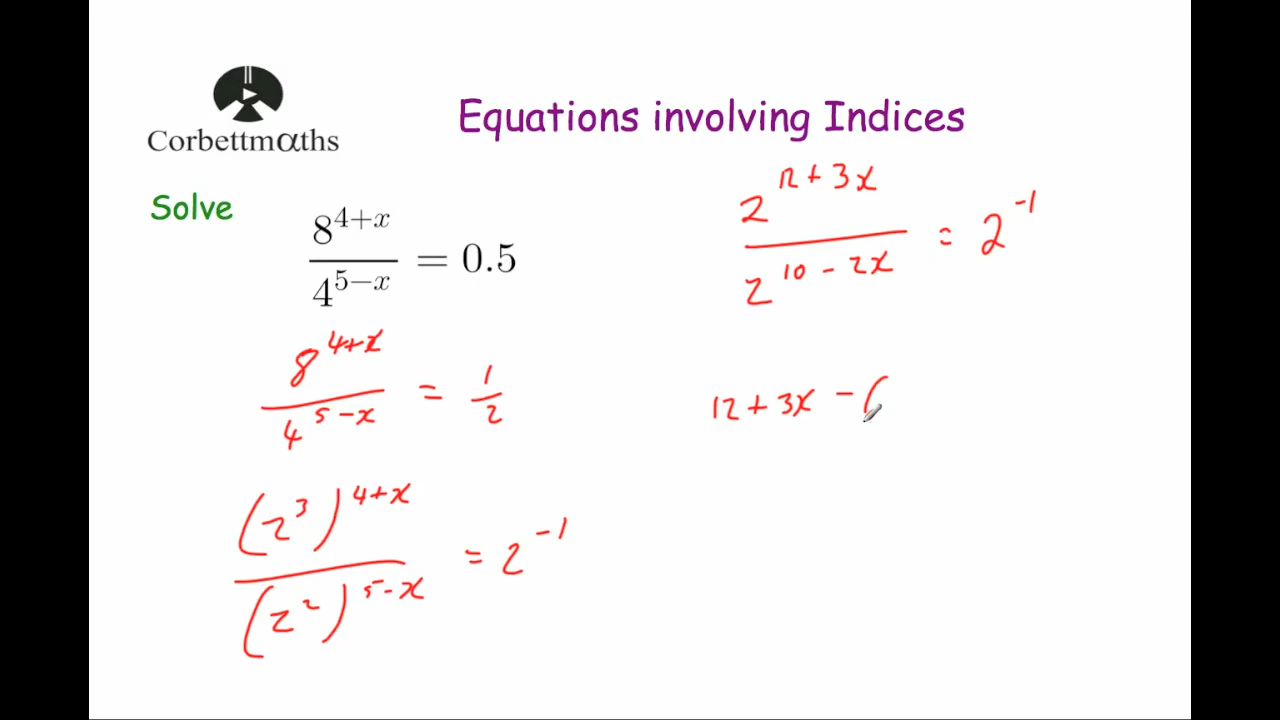 Corbettmαths
Equations involving Indices
Solve
8^{4+x} / 4^{5−x} = 0.5
8^{4+x} / 4^{5-x} = 1/2
(2^3)^{4+x} / (2^2)^{5-x} = 2^{-1}
2^{12+3x} / 2^{10-2x} = 2^{-1}
12+3x - (